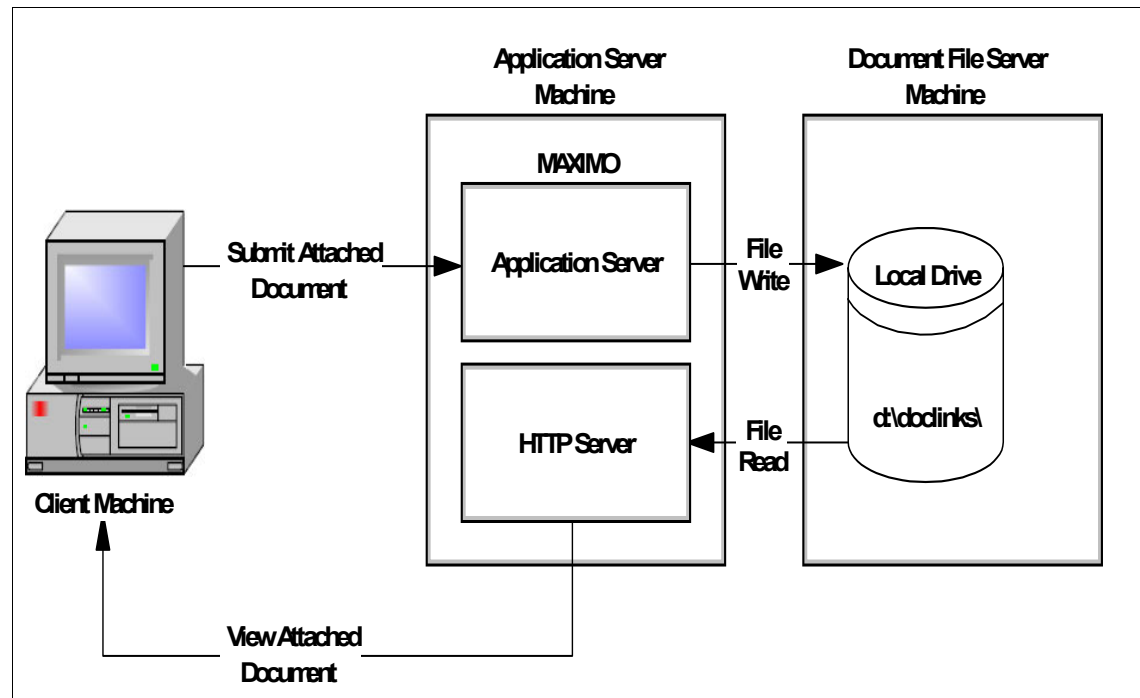 Application Server
Machine
Document File Server
Machine
MAXIMO
Submit Attached
Document
Application Server
File
Write
Local Drive
d:\doclinks\
HTTP Server
File
Read
Client Machine
View Attached
Document